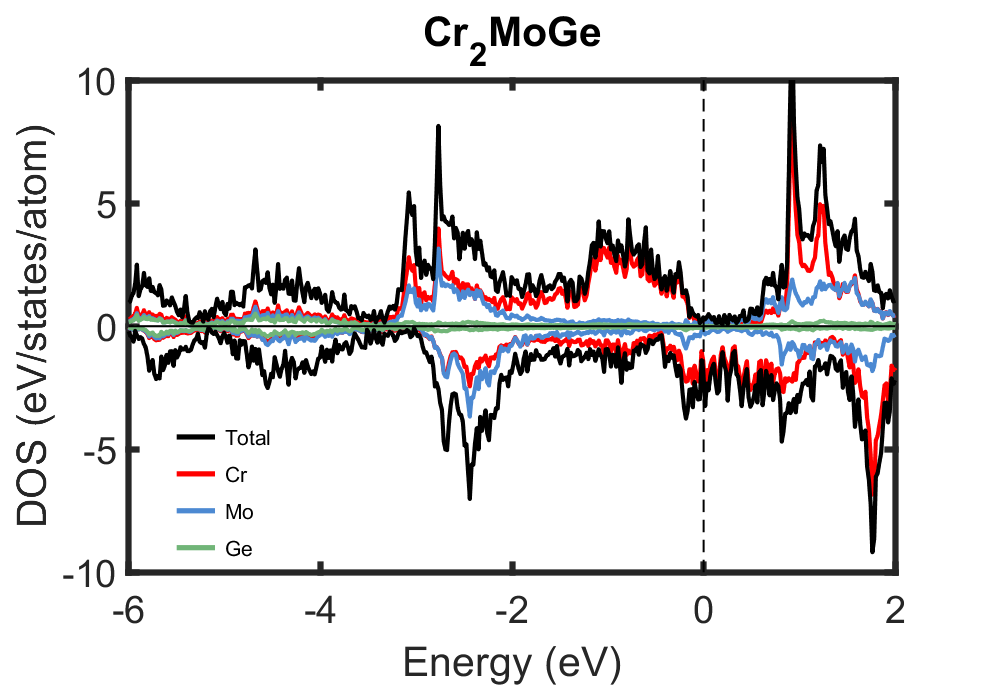 Cr2MoGe
10
5
0
-5
-10
DOS (eV/states/atom)
Total
Cr
Mo
Ge
-6 -4 -2 0 2
Energy (eV)